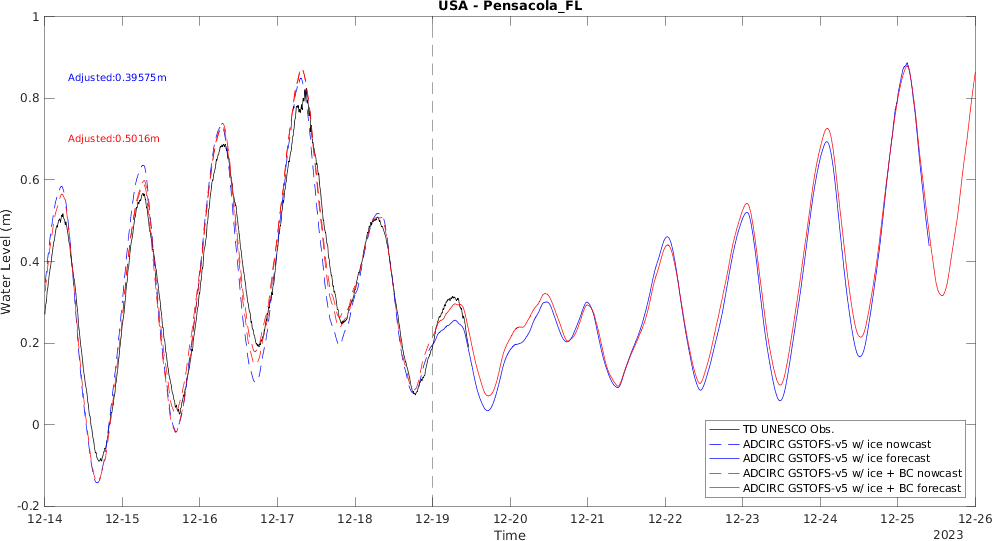 USA - Pensacola_FL
1
Adjusted:0.39575m
0.8
Adjusted:0.5016m
0.6
0.4
0.2
0
-0.2
Water Level (m)
TD UNESCO Obs.
ADCIRC GSTOFS-v5 w/ ice nowcast
ADCIRC GSTOFS-v5 w/ ice forecast
ADCIRC GSTOFS-v5 w/ ice + BC nowcast
ADCIRC GSTOFS-v5 w/ ice + BC forecast
12-14 12-15 12-16 12-17 12-18 12-19 12-20 12-21 12-22 12-23 12-24 12-25 12-26
Time
2023